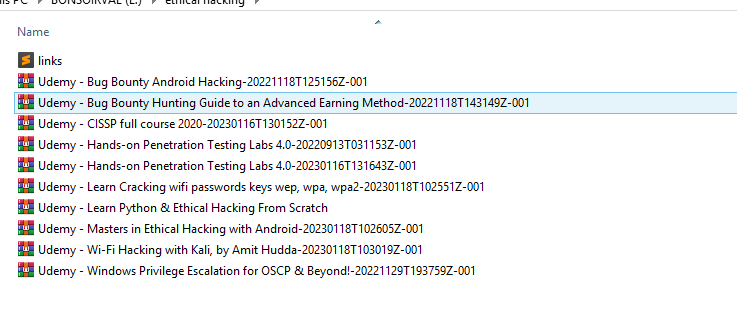 is PC BONSOIRVAL (E:) ethical hacking
Name
links
Udemy - Bug Bounty Android Hacking-20221118T125156Z-001
Udemy - Bug Bounty Hunting Guide to an Advanced Earning Method-20221118T143149Z-001
Udemy - CISSP full course 2020-20230116T130152Z-001
Udemy - Hands-on Penetration Testing Labs 4.0-20220913T031153Z-001
Udemy - Hands-on Penetration Testing Labs 4.0-20230116T131643Z-001
Udemy - Learn Cracking wifi passwords keys wep, wpa, wpa2-20230118T102551Z-001
Udemy - Learn Python & Ethical Hacking From Scratch
Udemy - Masters in Ethical Hacking with Android-20230118T102605Z-001
Udemy - Wi-Fi Hacking with Kali, by Amit Hudda-20230118T103019Z-001
Udemy - Windows Privilege Escalation for OSCP & Beyond!-20221129T193759Z-001